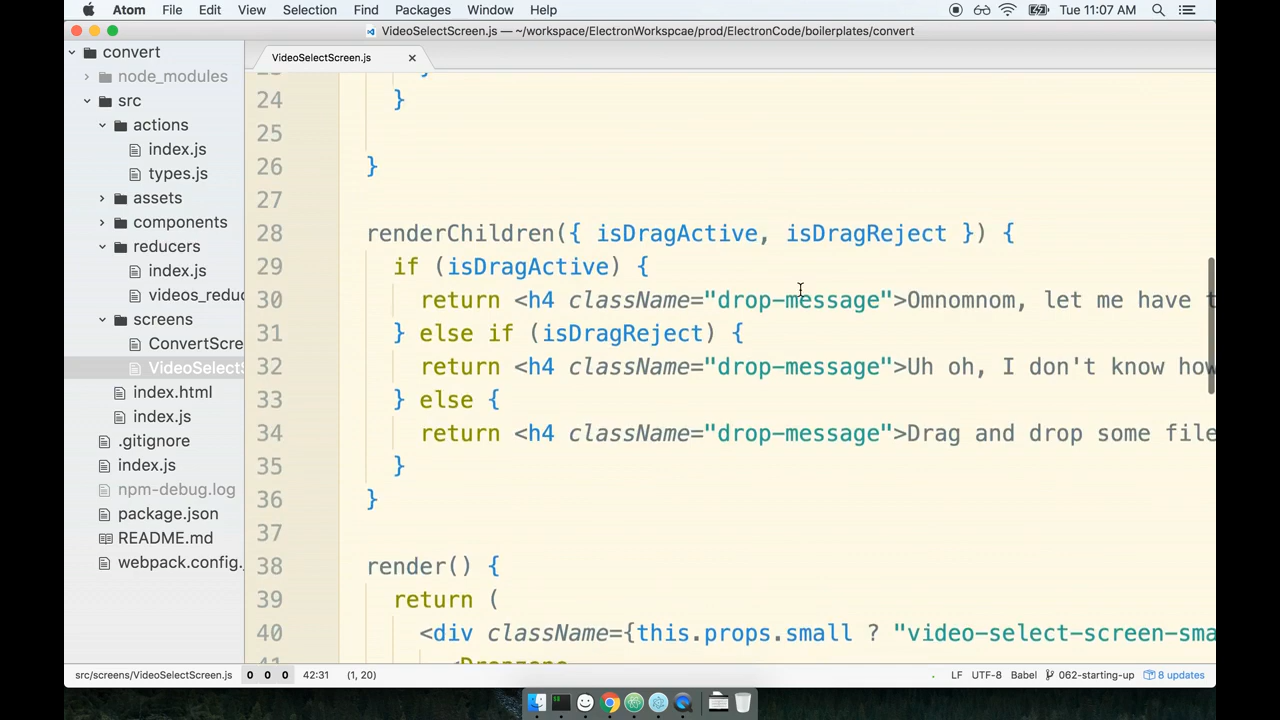 Atom File Edit View Selection Find Packages Window Help Tue 11:07 AM
VideoSelectScreen.js — ~/workspace/ElectronWorkspcae/prod/ElectronCode/boilerplates/convert
convert
node_modules
src
actions
index.js
types.js
assets
components
reducers
index.js
videos_reduc
screens
ConvertScre
VideoSelectS
index.html
index.js
.gitignore
index.js
npm-debug.log
package.json
README.md
webpack.config.
VideoSelectScreen.js
24 }
25
26 }
27
28 renderChildren({ isDragActive, isDragReject }) {
29 if (isDragActive) {
30 return <h4 className="drop-message">Omnomnom, let me have t
31 } else if (isDragReject) {
32 return <h4 className="drop-message">Uh oh, I don't know how
33 } else {
34 return <h4 className="drop-message">Drag and drop some file
35 }
36 }
37
38 render() {
39 return (
40 <div className={this.props.small ? "video-select-screen-sma
41 <Dropzone
src/screens/VideoSelectScreen.js 0 0 0 42:31 (1, 20) LF UTF-8 Babel 062-starting-up 8 updates